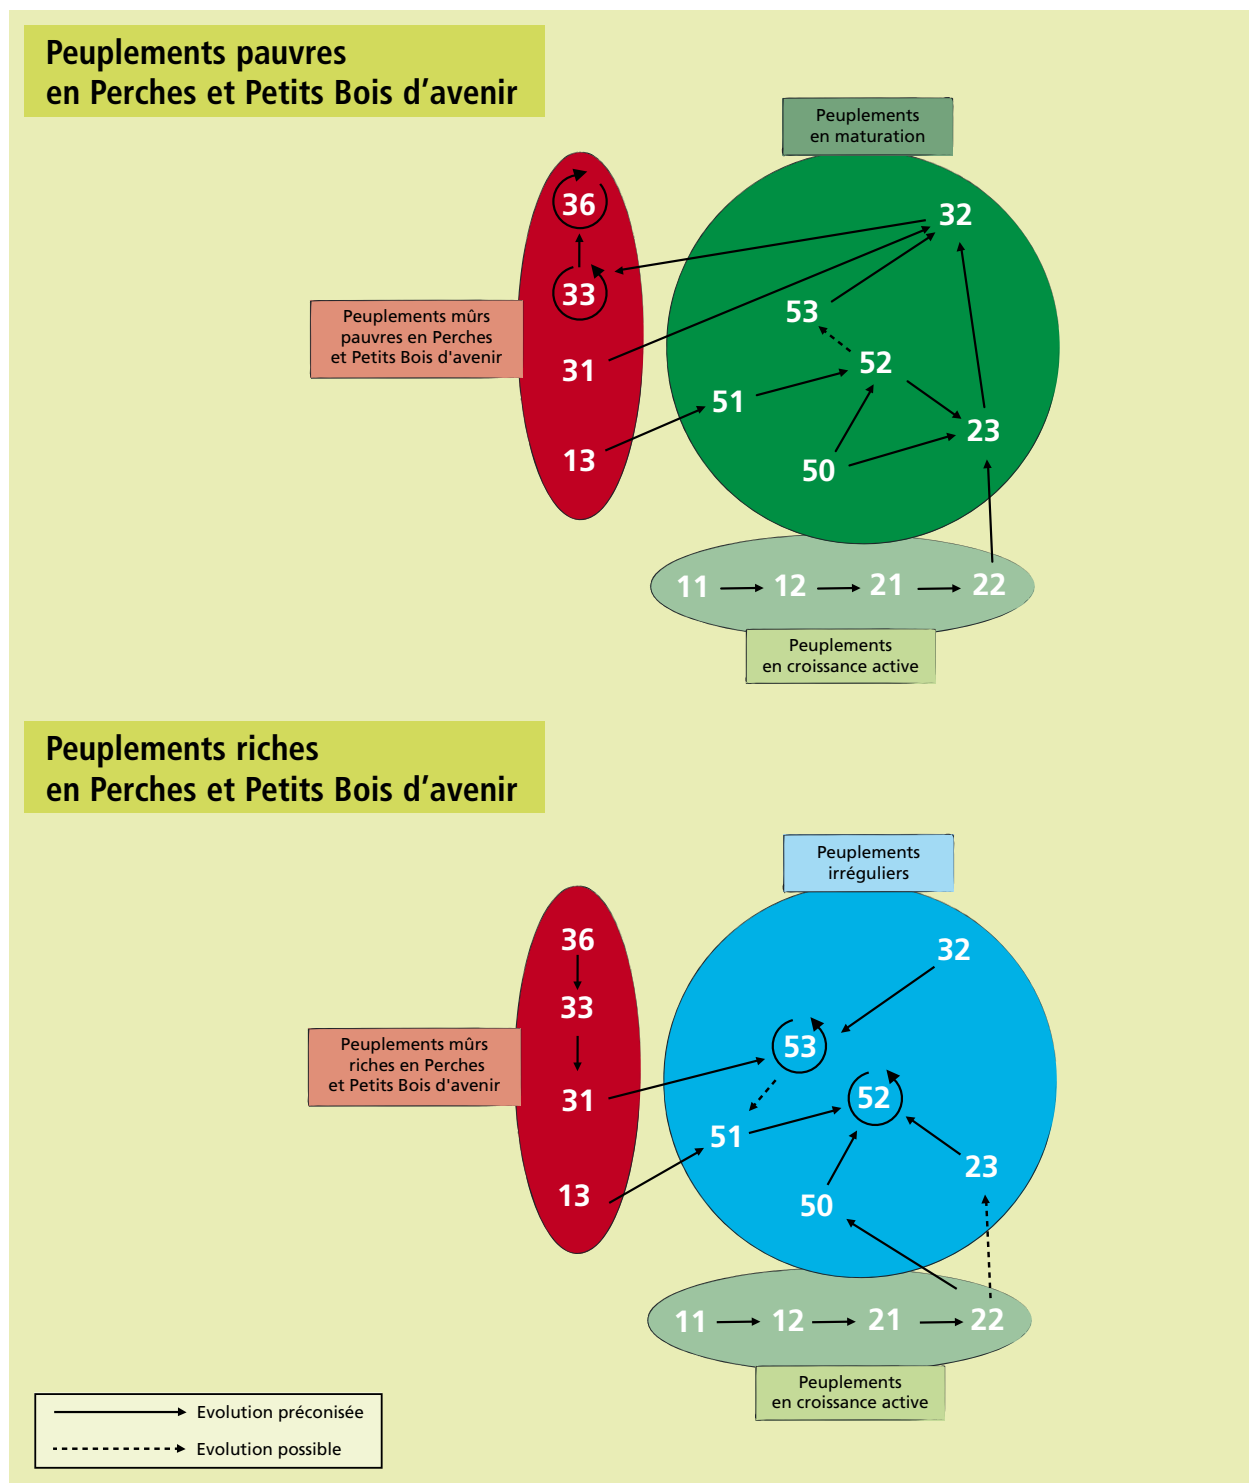 Peuplements pauvres
en Perches et Petits Bois d'avenir
Peuplements
en maturation
36
32
33
53
Peuplements mûrs
pauvres en Perches
et Petits Bois d'avenir
31
52
51
23
13
50
11
12
21
22
Peuplements
en croissance active
Peuplements riches
en Perches et Petits Bois d'avenir
Peuplements
irréguliers
36
32
33
53
Peuplements mûrs
riches en Perches
et Petits Bois d'avenir
31
52
51
23
13
50
11
12
21
22
Peuplements
en croissance active
Evolution préconisée
Evolution possible